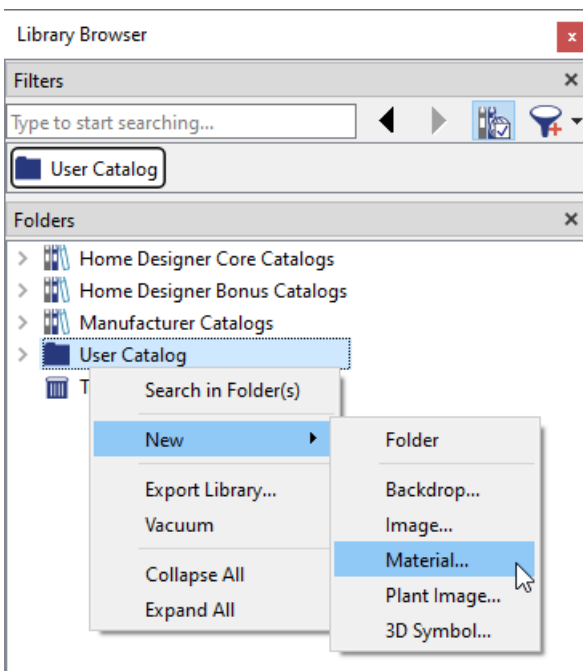 Library Browser
x
Filters
Type to start searching...
User Catalog
Folders
Home Designer Core Catalogs
Home Designer Bonus Catalogs
Manufacturer Catalogs
User Catalog
T
Search in Folder(s)
New
Folder
Export Library...
Backdrop...
Vacuum
Image...
Material...
Collapse All
Plant Image...
Expand All
3D Symbol...